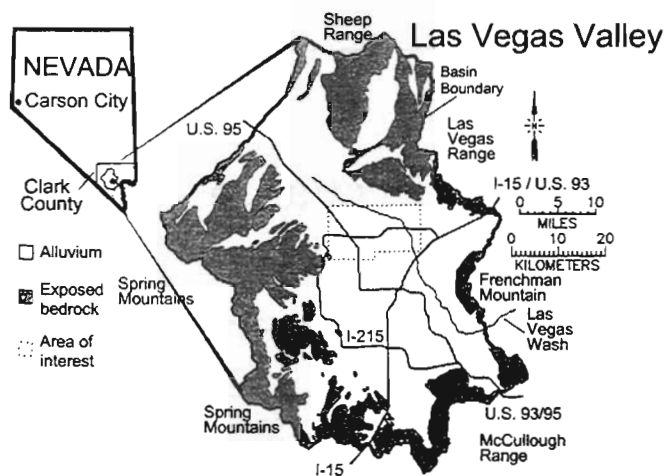 Las Vegas Valley
Sheep
Range
NEVADA
Carson City
Basin
Boundary
U.S. 95
Las
Vegas
Range
Clark
County
I-15 / U.S. 93
0 5 10
MILES
0 10 20
KILOMETERS
Alluvium
Exposed
bedrock
Area of
interest
Spring
Mountains
Frenchman
Mountain
Las
Vegas
Wash
I-215
Spring
Mountains
U.S. 93/95
McCullough
Range
I-15